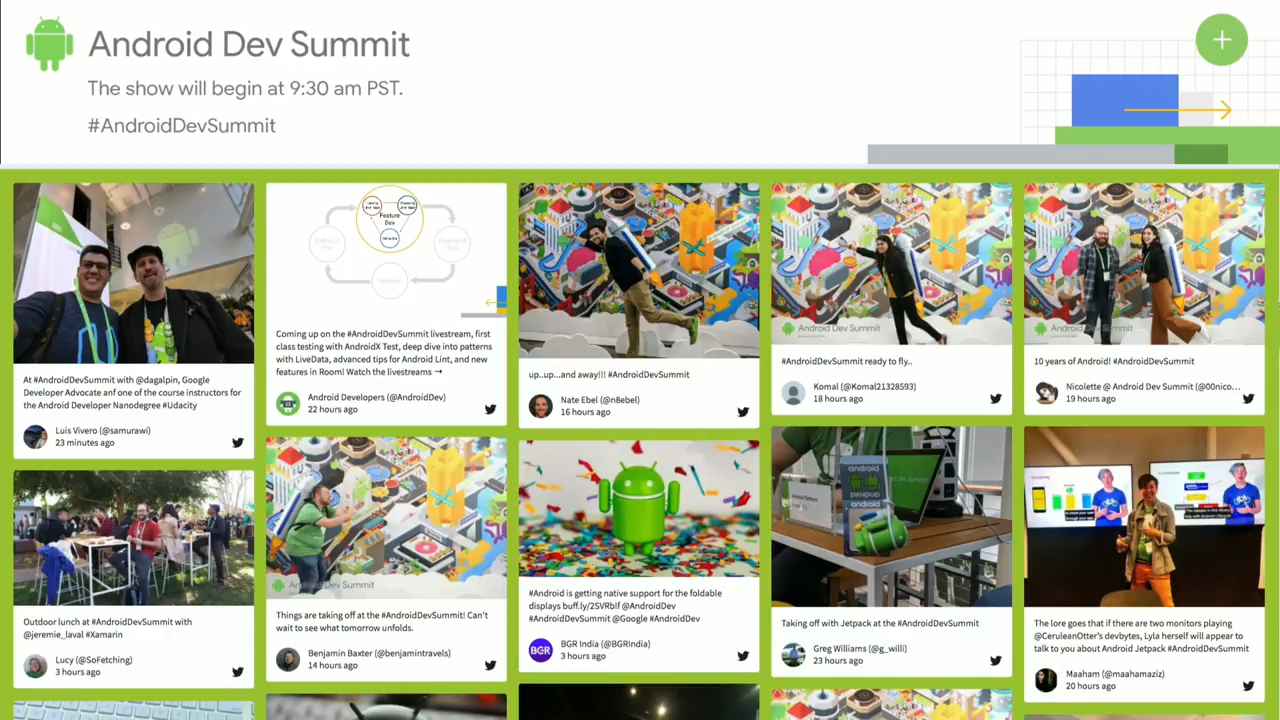 Android Dev Summit
The show will begin at 9:30 am PST.
#AndroidDevSummit
At #AndroidDevSummit with @dagalpin, Google
Developer Advocate anf one of the course instructors for
the Android Developer Nanodegree #Udacity
Luis Vivero (@samurawi)
23 minutes ago
Outdoor lunch at #AndroidDevSummit with
@jeremie_laval #Xamarin
Lucy (@SoFetching)
3 hours ago
Feature
Dev
Coming up on the #AndroidDevSummit livestream, first
class testing with AndroidX Test, deep dive into patterns
with LiveData, advanced tips for Android Lint, and new
features in Room! Watch the livestreams →
Android Developers (@AndroidDev)
22 hours ago
Android Dev Summit
Things are taking off at the #AndroidDevSummit! Can't
wait to see what tomorrow unfolds.
Benjamin Baxter (@benjamintravels)
14 hours ago
up..up...and away!!! #AndroidDevSummit
Nate Ebel (@n8ebel)
16 hours ago
#Android is getting native support for the foldable
displays buff.ly/2SVRbIf @AndroidDev
#AndroidDevSummit @Google #AndroidDev
BGR
BGR India (@BGRIndia)
3 hours ago
Android Dev Summit
#AndroidDevSummit ready to fly..
Komal (@Komal21328593)
18 hours ago
android
android
Taking off with Jetpack at the #AndroidDevSummit
Greg Williams (@g_willi)
23 hours ago
Android Dev Summit
10 years of Android! #AndroidDevSummit
Nicolette @ Android Dev Summit (@00nico...
19 hours ago
The lore goes that if there are two monitors playing
@CeruleanOtter's devbytes, Lyla herself will appear to
talk to you about Android Jetpack #AndroidDevSummit
Maaham (@maahamaziz)
20 hours ago